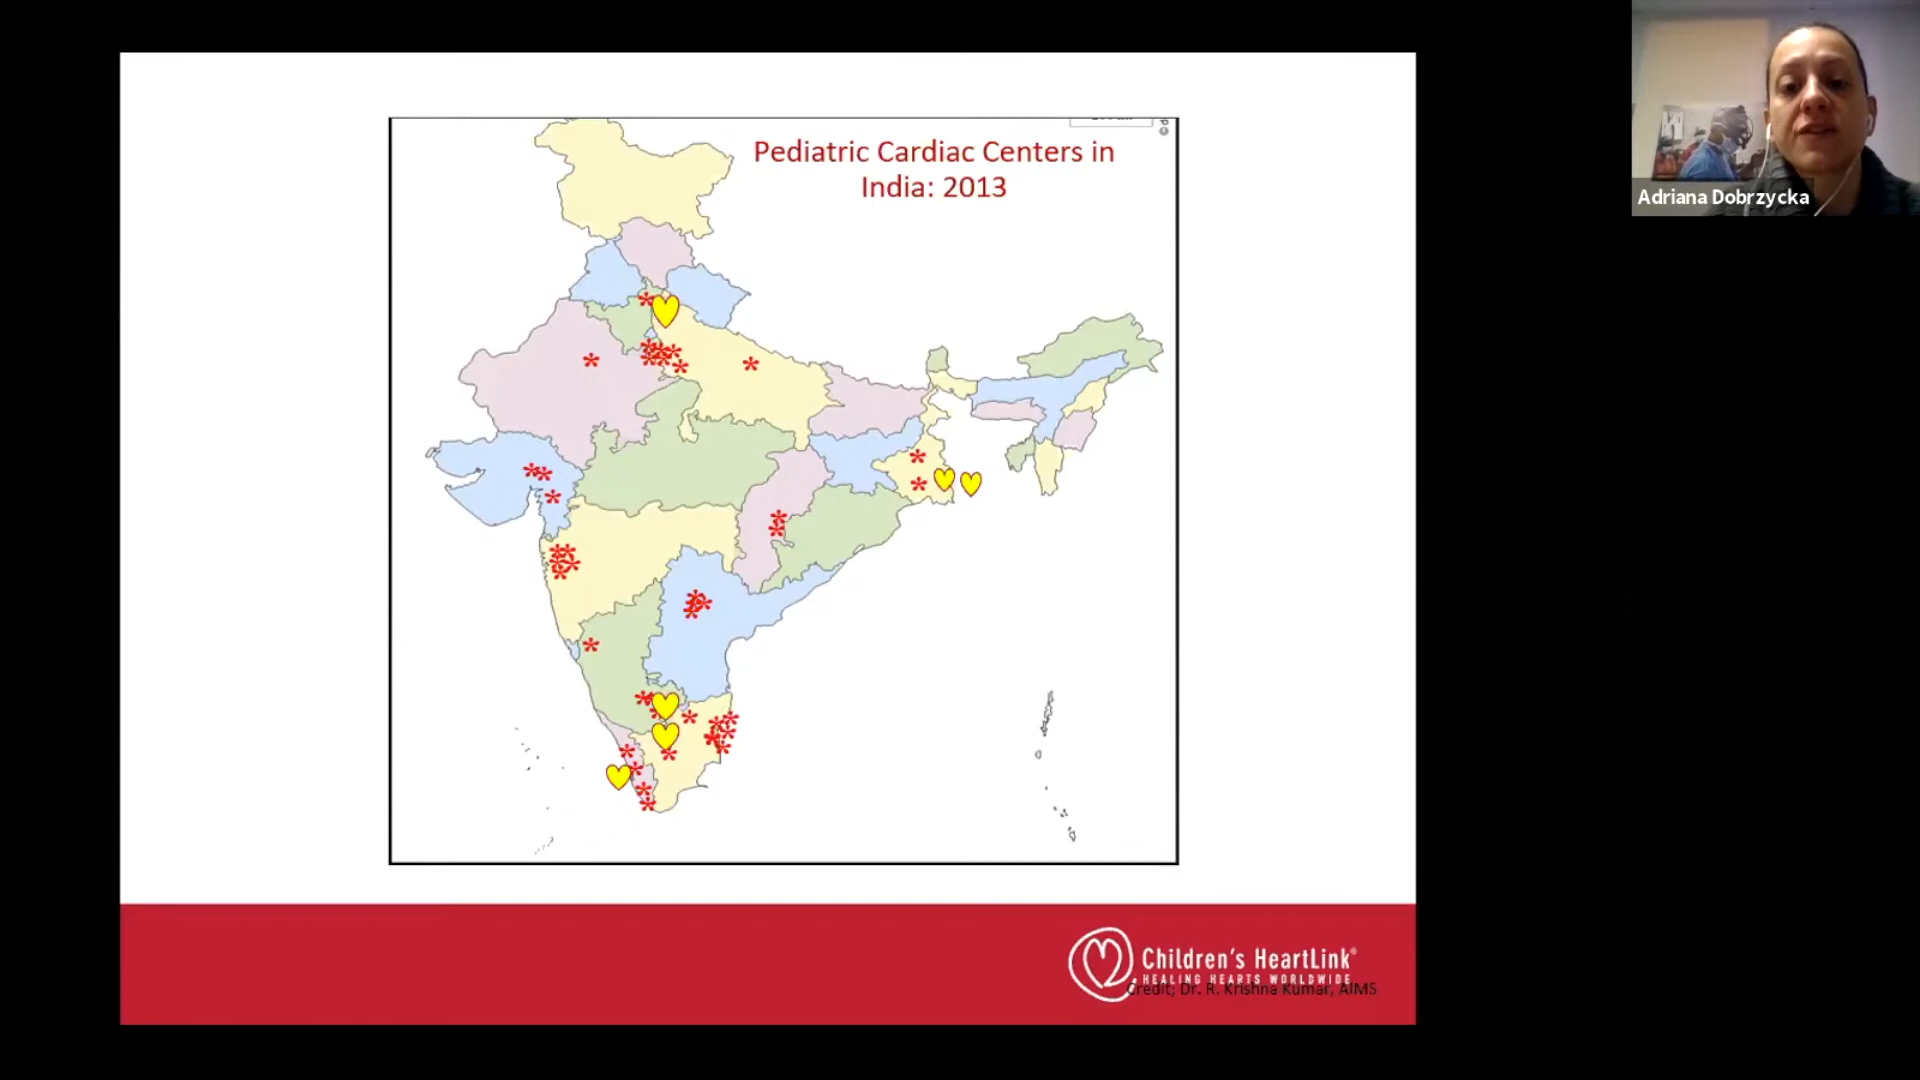 Pediatric Cardiac Centers in
India: 2013
Adriana Dobrzycka
Children's HeartLink®
HEALING HEARTS WORLDWIDE
Credit; Dr. R. Krishna Kumar, AIMS